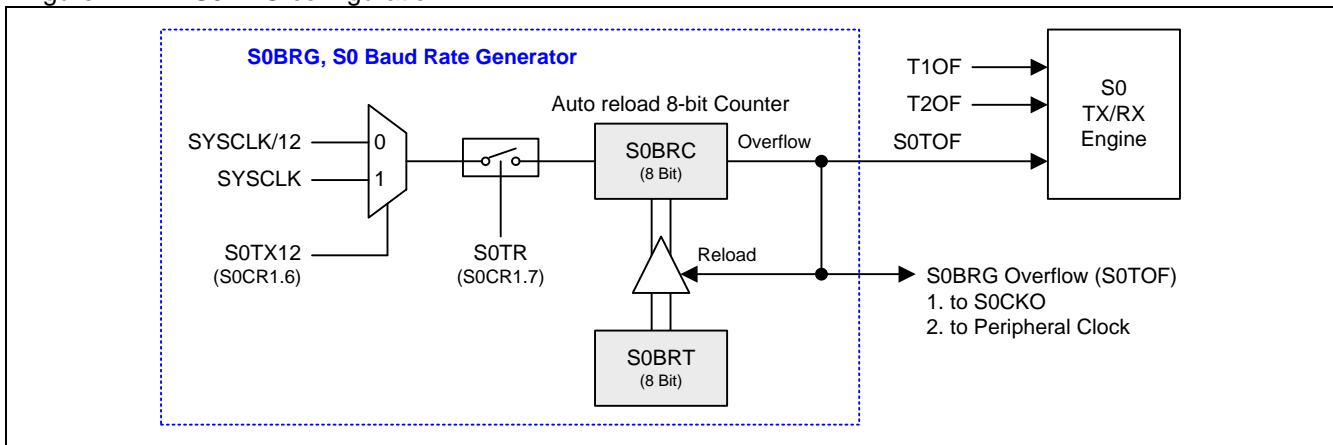 S0BRG, S0 Baud Rate Generator
Auto reload 8-bit Counter
SYSCLK/12
0
SYSCLK
1
S0TX12
(S0CR1.6)
S0TR
(S0CR1.7)
S0BRC
(8 Bit)
Overflow
Reload
S0BRT
(8 Bit)
T1OF
T2OF
S0TOF
S0
TX/RX
Engine
S0BRG Overflow (S0TOF)
1. to S0CKO
2. to Peripheral Clock